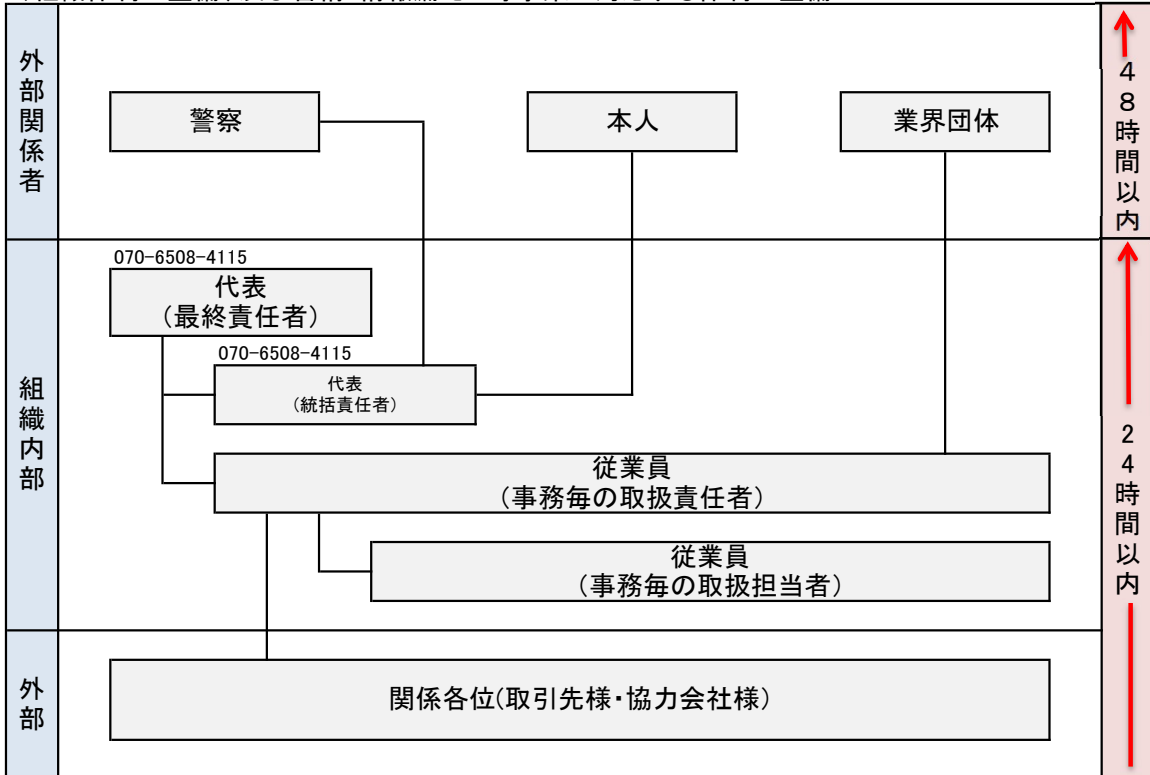 外部関係者
警察
本人
業界団体
48時間以内
組織内部
070-6508-4115
代表
(最終責任者)
070-6508-4115
代表
(統括責任者)
従業員
(事務毎の取扱責任者)
従業員
(事務毎の取扱担当者)
24時間以内
外部
関係各位(取引先様・協力会社様)